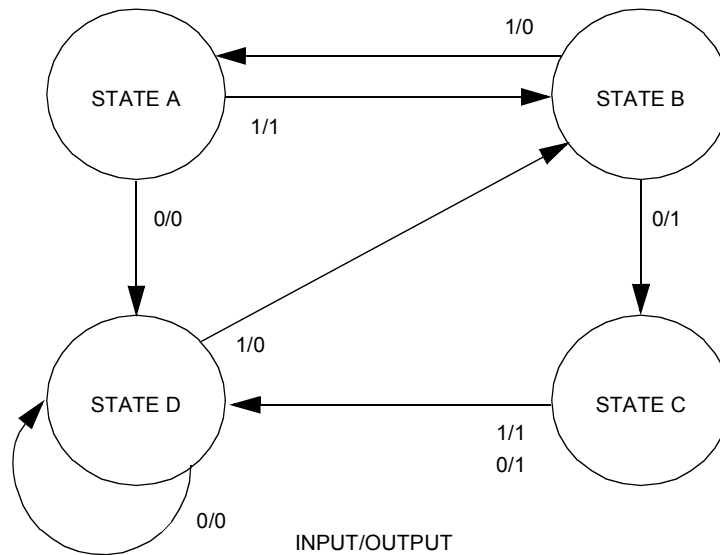 1/0
STATE A
STATE B
1/1
0/0
0/1
1/0
STATE D
STATE C
1/1
0/1
0/0
INPUT/OUTPUT